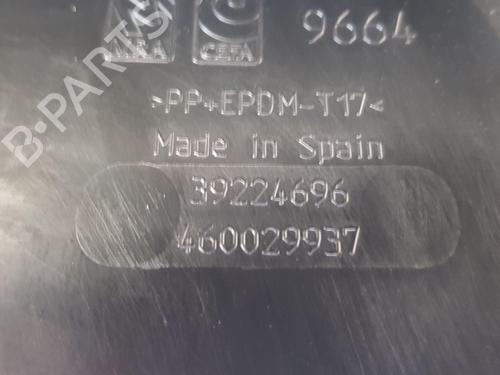 CEFA
9664
>PP+EPDM-T17<
Made in Spain
39224696
460029937
B-PARTS